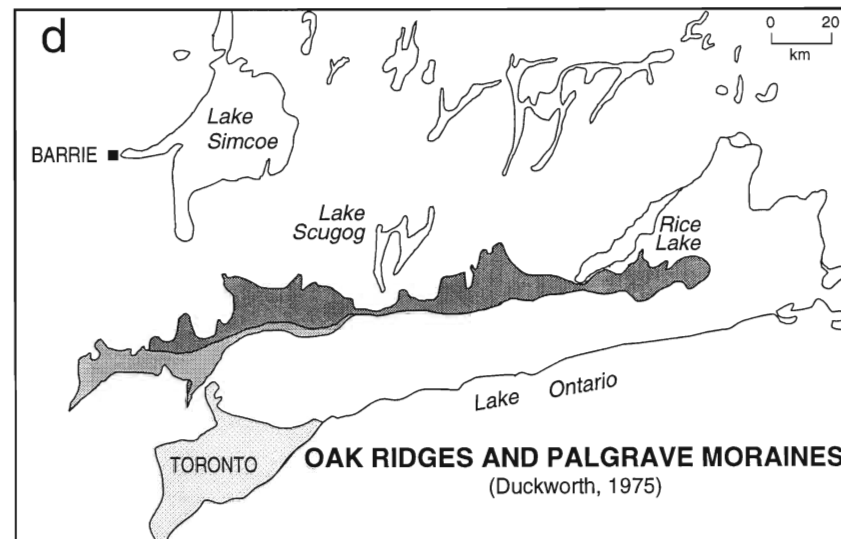 d
0 20
km
Lake
Simcoe
BARRIE
Lake
Scugog
Rice
Lake
Lake Ontario
TORONTO
OAK RIDGES AND PALGRAVE MORAINES
(Duckworth, 1975)